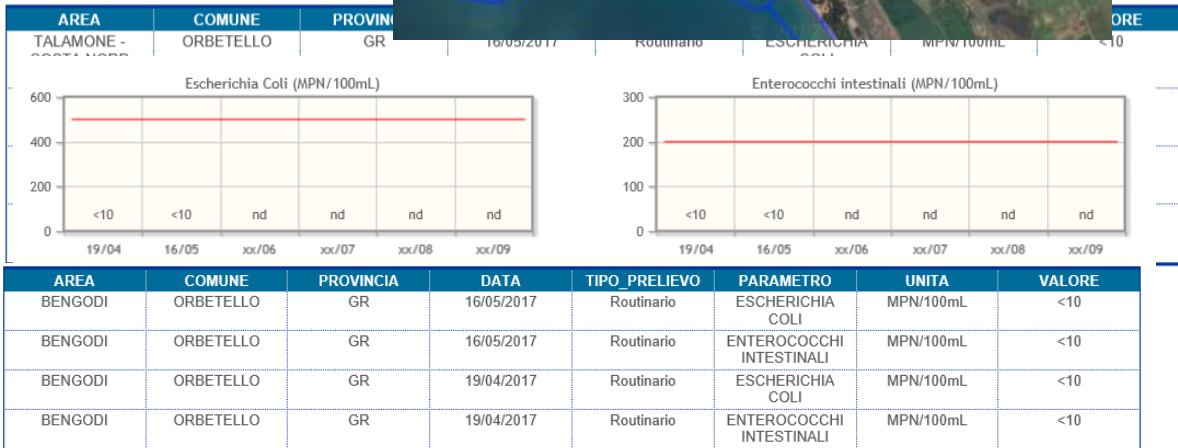 AREA COMUNE PROVINC ORE
TALAMONE - ORBETELLO GR 16/05/2017 Routinario ESCHERICHIA MPN/100mL <10
Escherichia Coli (MPN/100mL)
600
400
200
0
<10 <10 nd nd nd nd
19/04 16/05 xx/06 xx/07 xx/08 xx/09
Enterococchi intestinali (MPN/100mL)
300
200
100
0
<10 <10 nd nd nd nd
19/04 16/05 xx/06 xx/07 xx/08 xx/09
AREA COMUNE PROVINCIA DATA TIPO_PRELIEVO PARAMETRO UNITA VALORE
BENGODI ORBETELLO GR 16/05/2017 Routinario ESCHERICHIA MPN/100mL <10
COLI
BENGODI ORBETELLO GR 16/05/2017 Routinario ENTEROCOCCHI MPN/100mL <10
INTESTINALI
BENGODI ORBETELLO GR 19/04/2017 Routinario ESCHERICHIA MPN/100mL <10
COLI
BENGODI ORBETELLO GR 19/04/2017 Routinario ENTEROCOCCHI MPN/100mL <10
INTESTINALI